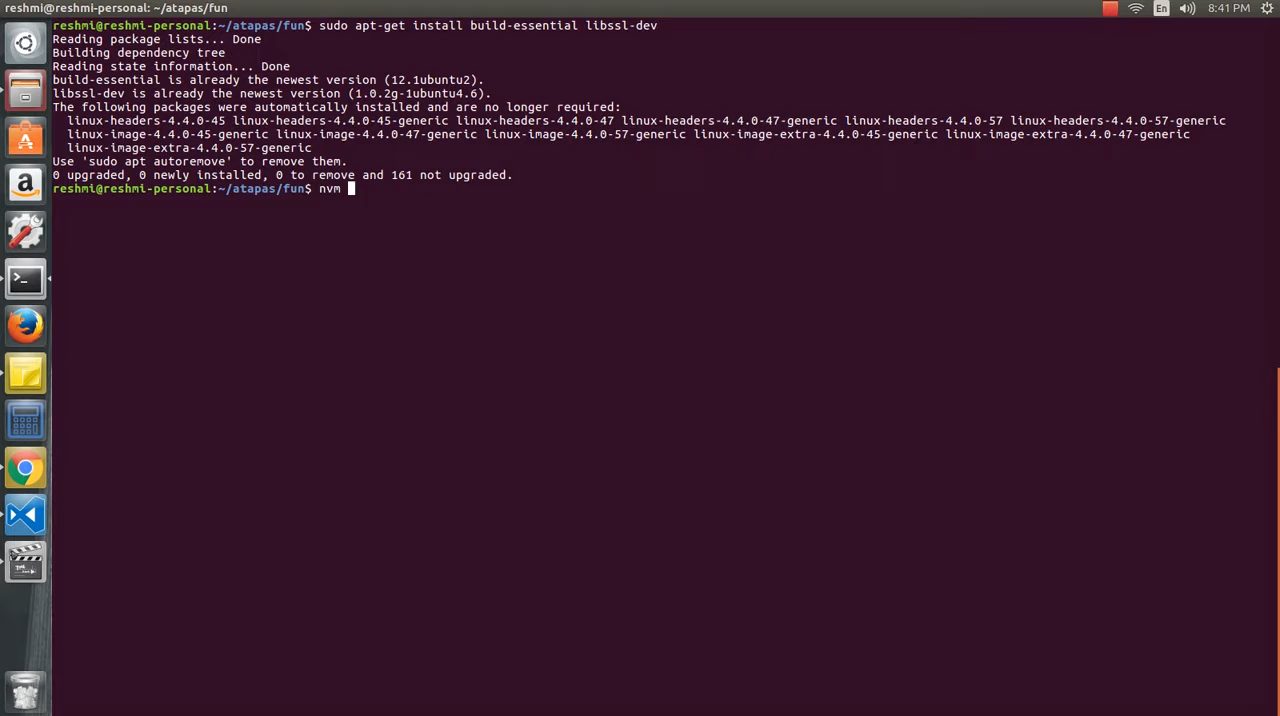 reshmi@reshmi-personal: ~/atapas/fun
En
8:41 PM
reshmi@reshmi-personal:~/atapas/fun$ sudo apt-get install build-essential libssl-dev
Reading package lists... Done
Building dependency tree
Reading state information... Done
build-essential is already the newest version (12.1ubuntu2).
libssl-dev is already the newest version (1.0.2g-1ubuntu4.6).
The following packages were automatically installed and are no longer required:
linux-headers-4.4.0-45 linux-headers-4.4.0-45-generic linux-headers-4.4.0-47 linux-headers-4.4.0-47-generic linux-headers-4.4.0-57 linux-headers-4.4.0-57-generic
linux-image-4.4.0-45-generic linux-image-4.4.0-47-generic linux-image-4.4.0-57-generic linux-image-extra-4.4.0-45-generic linux-image-extra-4.4.0-47-generic
linux-image-extra-4.4.0-57-generic
Use 'sudo apt autoremove' to remove them.
0 upgraded, 0 newly installed, 0 to remove and 161 not upgraded.
reshmi@reshmi-personal:~/atapas/fun$ nvm